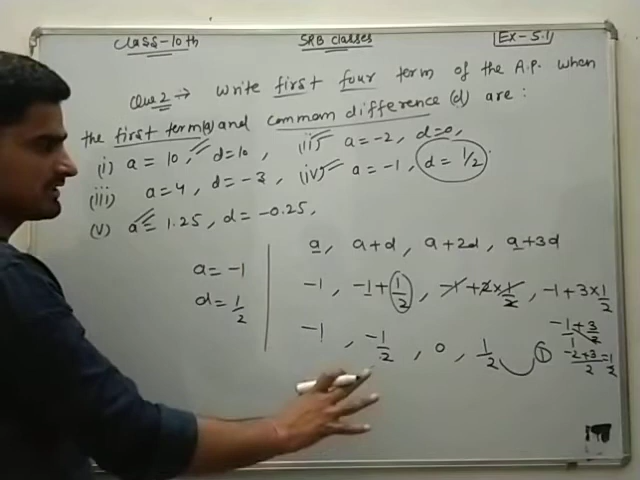 Class-10th SRB Classes Ex-5.1
Que 2 → Write first four term of the A.P. when
the first term(a) and common difference (d) are :
(i) a = 10, d=10, (ii) a = -2, d=0,
(iii) a=4, d=-3, (iv) a = -1, d = 1/2.
(v) a = 1.25, d = -0.25,
a, a+d, a+2d, a+3d
a = -1
-1, -1+1/2, -1+2×1/2, -1+3×1/2
d = 1/2
-1/1+3/2
-1, -1/2, 0, 1/2
-2+3/2=1/2